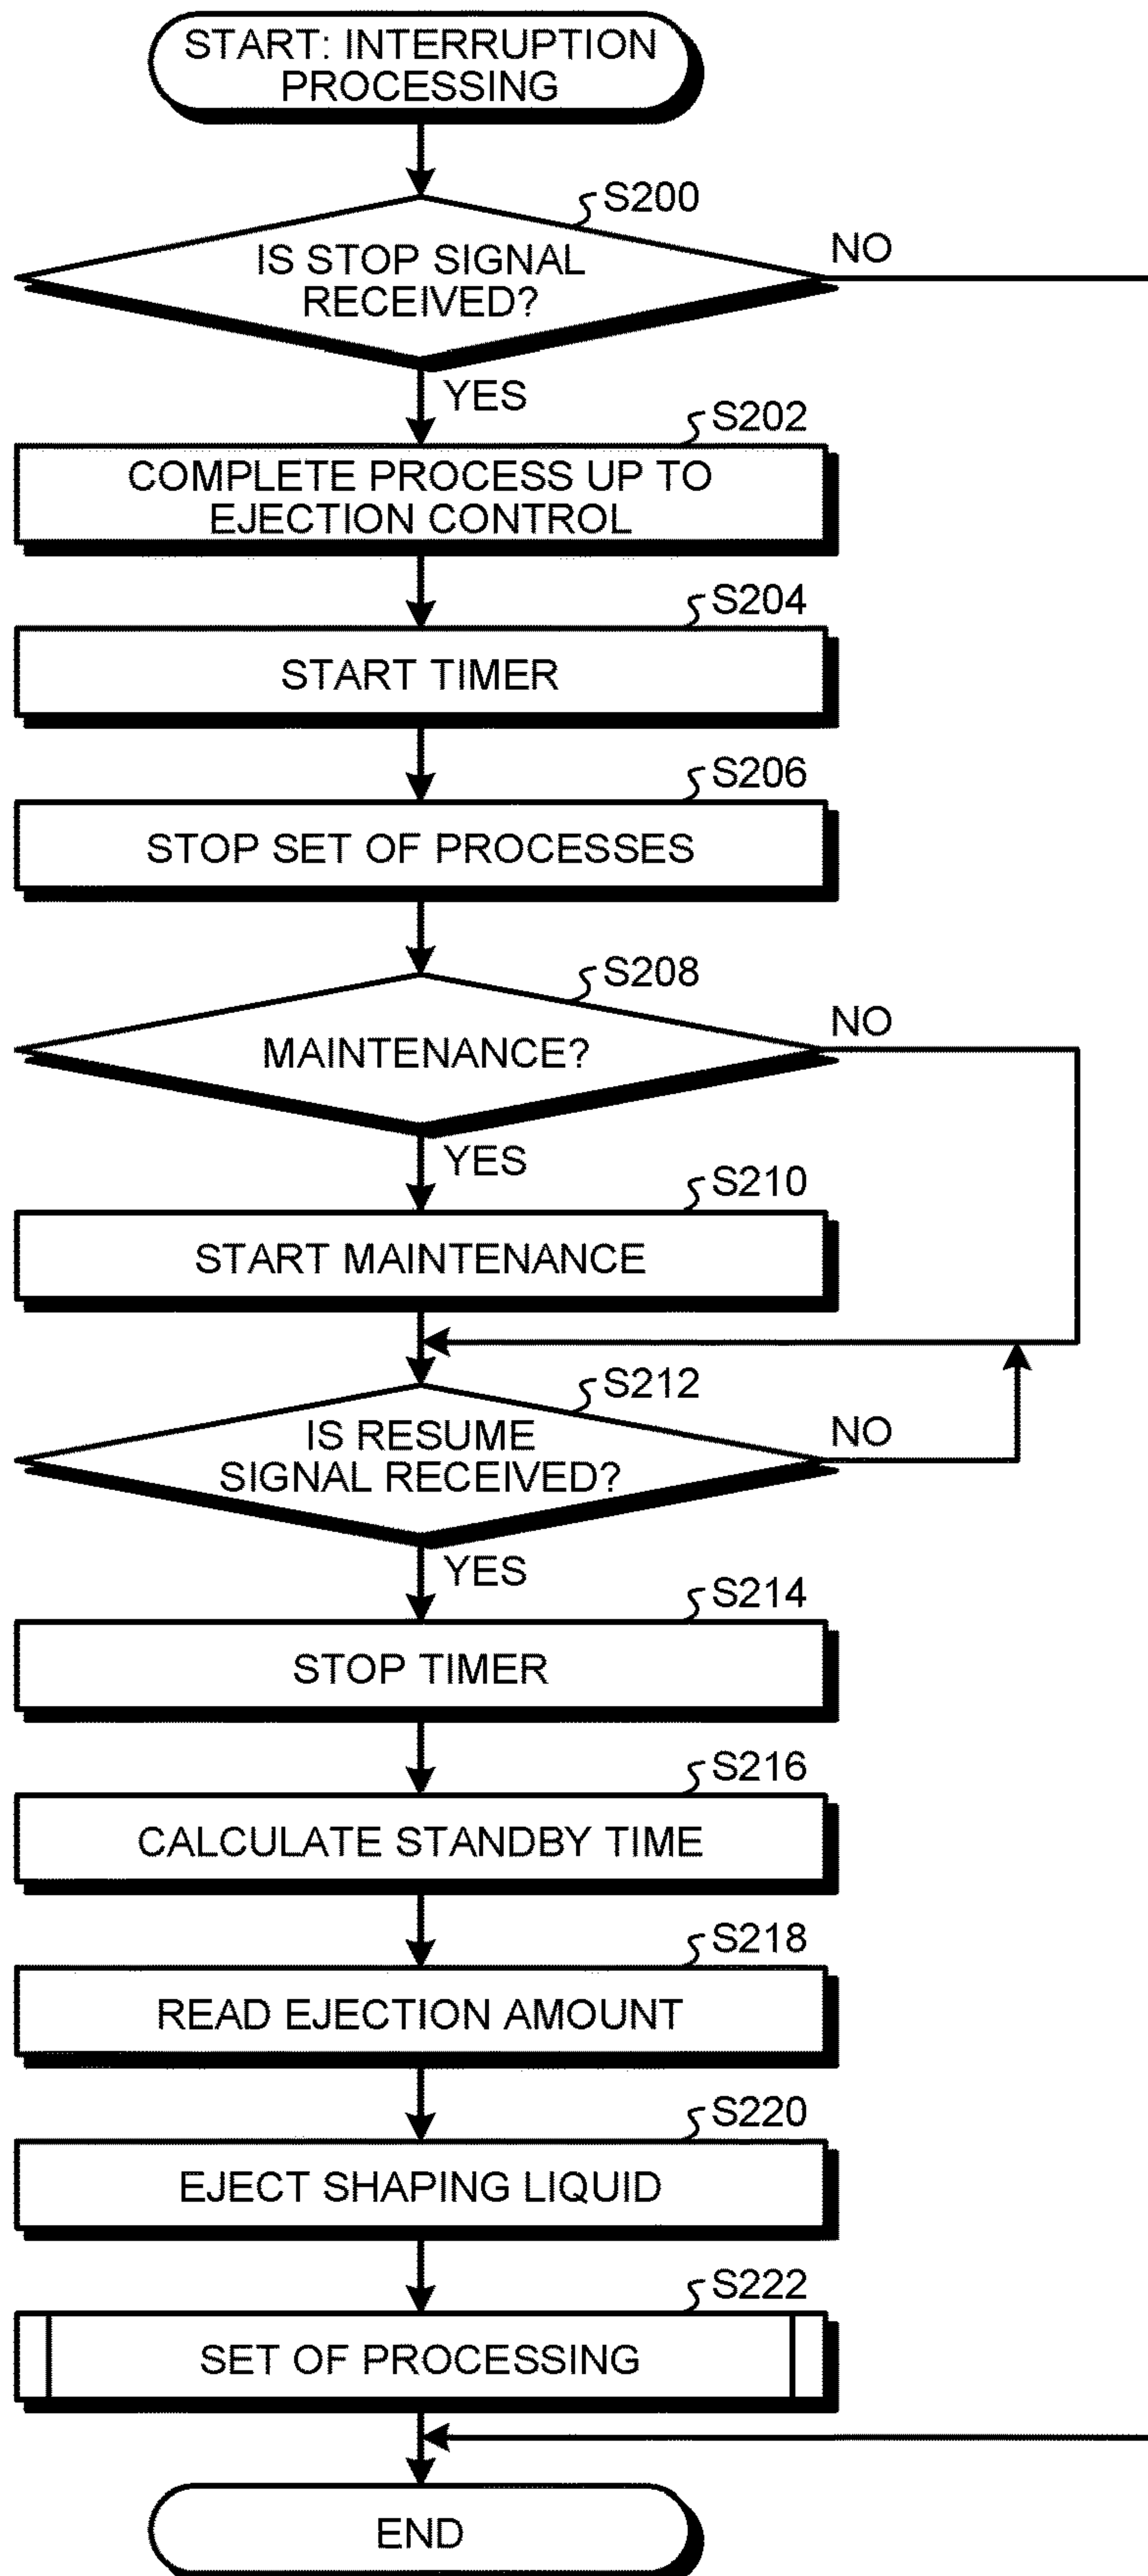 START: INTERRUPTION
PROCESSING
S200
IS STOP SIGNAL
RECEIVED?
NO
YES
S202
COMPLETE PROCESS UP TO
EJECTION CONTROL
S204
START TIMER
S206
STOP SET OF PROCESSES
S208
MAINTENANCE?
NO
YES
S210
START MAINTENANCE
S212
IS RESUME
SIGNAL RECEIVED?
NO
YES
S214
STOP TIMER
S216
CALCULATE STANDBY TIME
S218
READ EJECTION AMOUNT
S220
EJECT SHAPING LIQUID
S222
SET OF PROCESSING
END